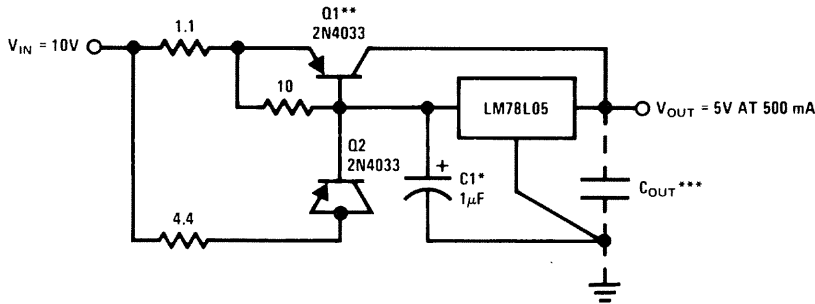 Q1**
2N4033
1.1
V_IN = 10V
10
LM78L05
V_OUT = 5V AT 500 mA
Q2
2N4033
+
C1*
1μF
C_OUT***
4.4